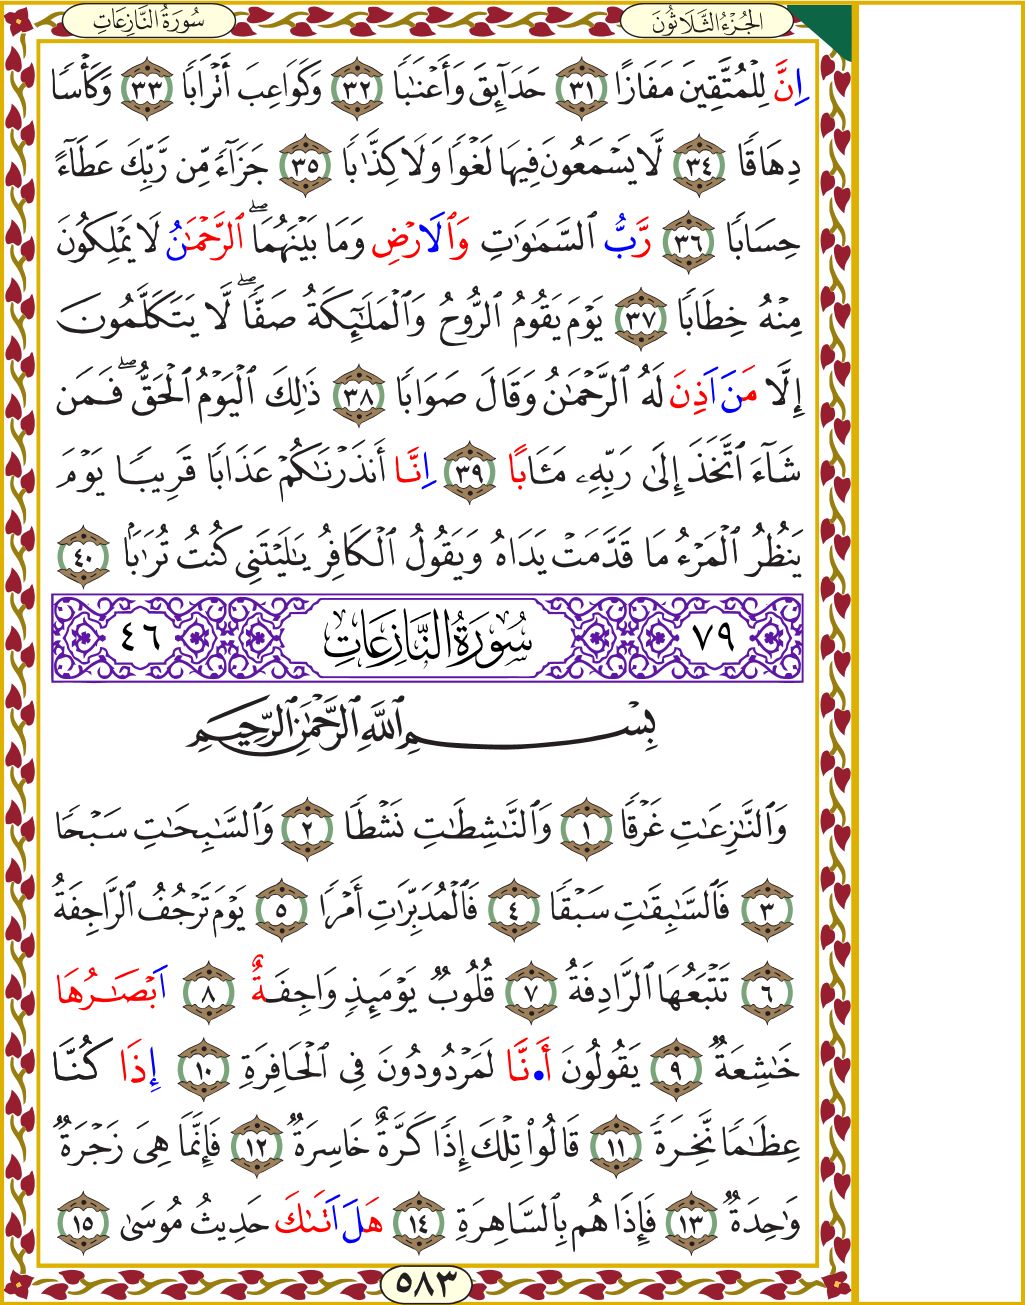 سُورَةُ النَّازِعَاتِ
الجُزْءُ الثَّلَاثُونَ
اِنَّ لِلْمُتَّقِينَ مَفَازًا ٣١ حَدَآئِقَ وَأَعْنَٰبًا ٣٢ وَكَوَاعِبَ أَتْرَابًا ٣٣ وَكَأْسًا
دِهَاقًا ٣٤ لَّا يَسْمَعُونَ فِيهَا لَغْوًا وَلَا كِذَّٰبًا ٣٥ جَزَآءً مِّن رَّبِّكَ عَطَآءً
حِسَابًا ٣٦ رَّبُّ ٱلسَّمَٰوَٰتِ وَٱلَارْضِ وَمَا بَيْنَهُمَاۖ ٱلرَّحْمَٰنُ لَا يَمْلِكُونَ
مِنْهُ خِطَابًا ٣٧ يَوْمَ يَقُومُ ٱلرُّوحُ وَٱلْمَلَٰٓئِكَةُ صَفًّاۖ لَّا يَتَكَلَّمُونَ
إِلَّا مَنَ اَذِنَ لَهُ ٱلرَّحْمَٰنُ وَقَالَ صَوَابًا ٣٨ ذَٰلِكَ ٱلْيَوْمُ ٱلْحَقُّۖ فَمَن
شَآءَ ٱتَّخَذَ إِلَىٰ رَبِّهِۦ مَـَٔابًا ٣٩ اِنَّا أَنذَرْنَٰكُمْ عَذَابًا قَرِيبًا يَوْمَ
يَنظُرُ ٱلْمَرْءُ مَا قَدَّمَتْ يَدَاهُ وَيَقُولُ ٱلْكَافِرُ يَٰلَيْتَنِى كُنتُ تُرَٰبًۢا ٤٠
٧٩ سُورَةُ النَّازِعَاتِ ٤٦
بِسْمِ ٱللَّهِ ٱلرَّحْمَٰنِ ٱلرَّحِيمِ
وَٱلنَّٰزِعَٰتِ غَرْقًا ١ وَٱلنَّٰشِطَٰتِ نَشْطًا ٢ وَٱلسَّٰبِحَٰتِ سَبْحًا
٣ فَٱلسَّٰبِقَٰتِ سَبْقًا ٤ فَٱلْمُدَبِّرَٰتِ أَمْرًا ٥ يَوْمَ تَرْجُفُ ٱلرَّاجِفَةُ
٦ تَتْبَعُهَا ٱلرَّادِفَةُ ٧ قُلُوبٌ يَوْمَئِذٍ وَاجِفَةٌ ٨ اَبْصَٰرُهَا
خَٰشِعَةٌ ٩ يَقُولُونَ أَ•نَّا لَمَرْدُودُونَ فِى ٱلْحَافِرَةِ ١٠ إِذَا كُنَّا
عِظَٰمًا نَّخِرَةً ١١ قَالُوا۟ تِلْكَ إِذًا كَرَّةٌ خَاسِرَةٌ ١٢ فَإِنَّمَا هِىَ زَجْرَةٌ
وَٰحِدَةٌ ١٣ فَإِذَا هُم بِٱلسَّاهِرَةِ ١٤ هَلَ اَتَىٰكَ حَدِيثُ مُوسَىٰ ١٥
٥٨٣